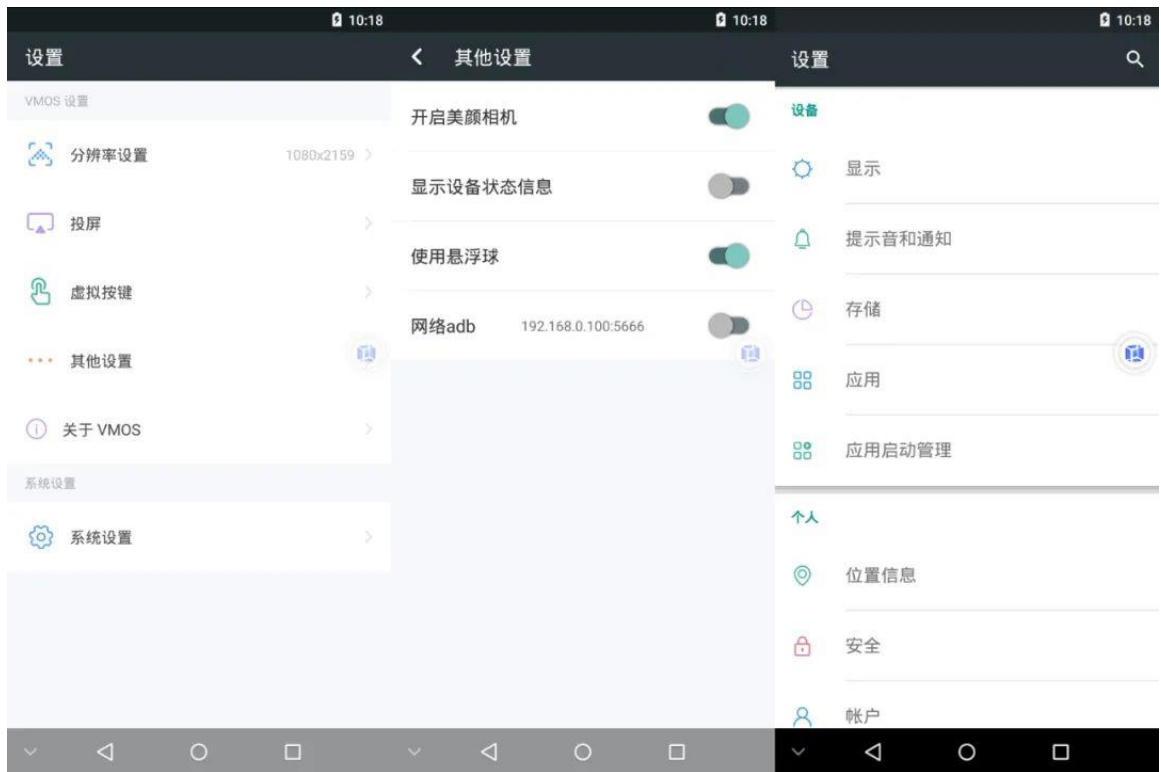 10:18
设置
VMOS 设置
分辨率设置 1080x2159
投屏
虚拟按键
其他设置
关于 VMOS
系统设置
系统设置
10:18
其他设置
开启美颜相机
显示设备状态信息
使用悬浮球
网络adb 192.168.0.100:5666
10:18
设置
设备
显示
提示音和通知
存储
应用
应用启动管理
个人
位置信息
安全
帐户